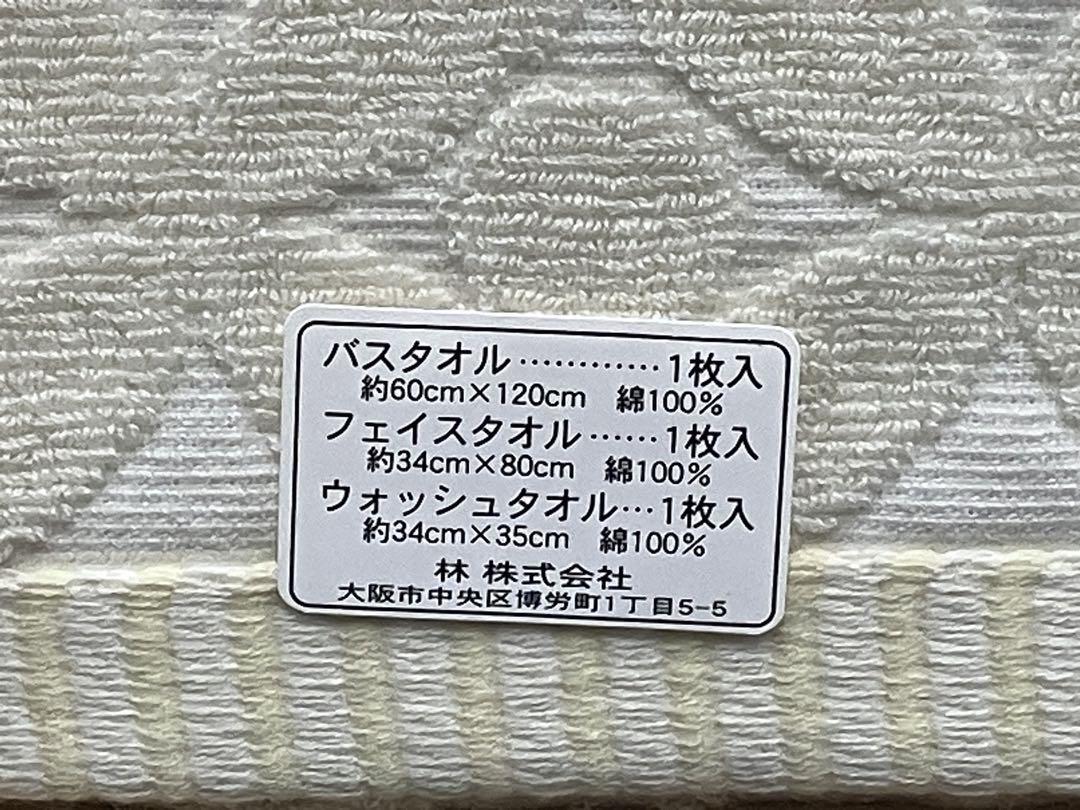 バスタオル…………1枚入
約60cm×120cm 綿100%
フェイスタオル……1枚入
約34cm×80cm 綿100%
ウォッシュタオル…1枚入
約34cm×35cm 綿100%
林 株式会社
大阪市中央区博労町1丁目5-5